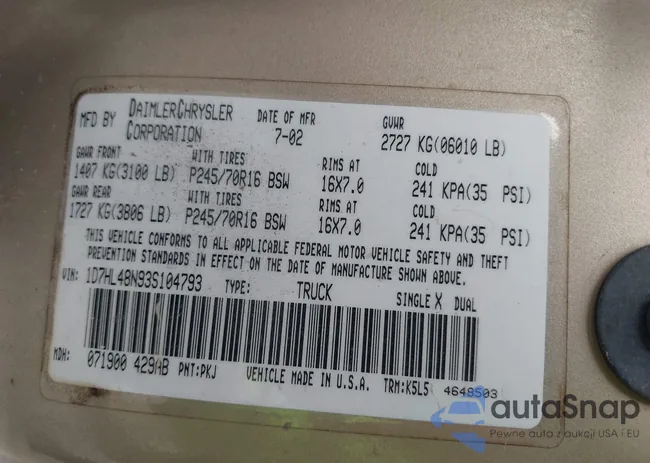 MFD BY DAIMLERCHRYSLER CORPORATION DATE OF MFR 7-02 GVWR 2727 KG(06010 LB)
GAWR FRONT WITH TIRES RIMS AT COLD
1407 KG(3100 LB) P245/70R16 BSW 16X7.0 241 KPA(35 PSI)
GAWR REAR WITH TIRES RIMS AT COLD
1727 KG(3806 LB) P245/70R16 BSW 16X7.0 241 KPA(35 PSI)
THIS VEHICLE CONFORMS TO ALL APPLICABLE FEDERAL MOTOR VEHICLE SAFETY AND THEFT
PREVENTION STANDARDS IN EFFECT ON THE DATE OF MANUFACTURE SHOWN ABOVE.
VIN: 1D7HL48N93S104793 TYPE: TRUCK SINGLE X DUAL
MDH: 071900 429AB PNT:PKJ VEHICLE MADE IN U.S.A. TRM:K5L5 4648503
autaSnap
Pewne auta z aukcji USA i EU